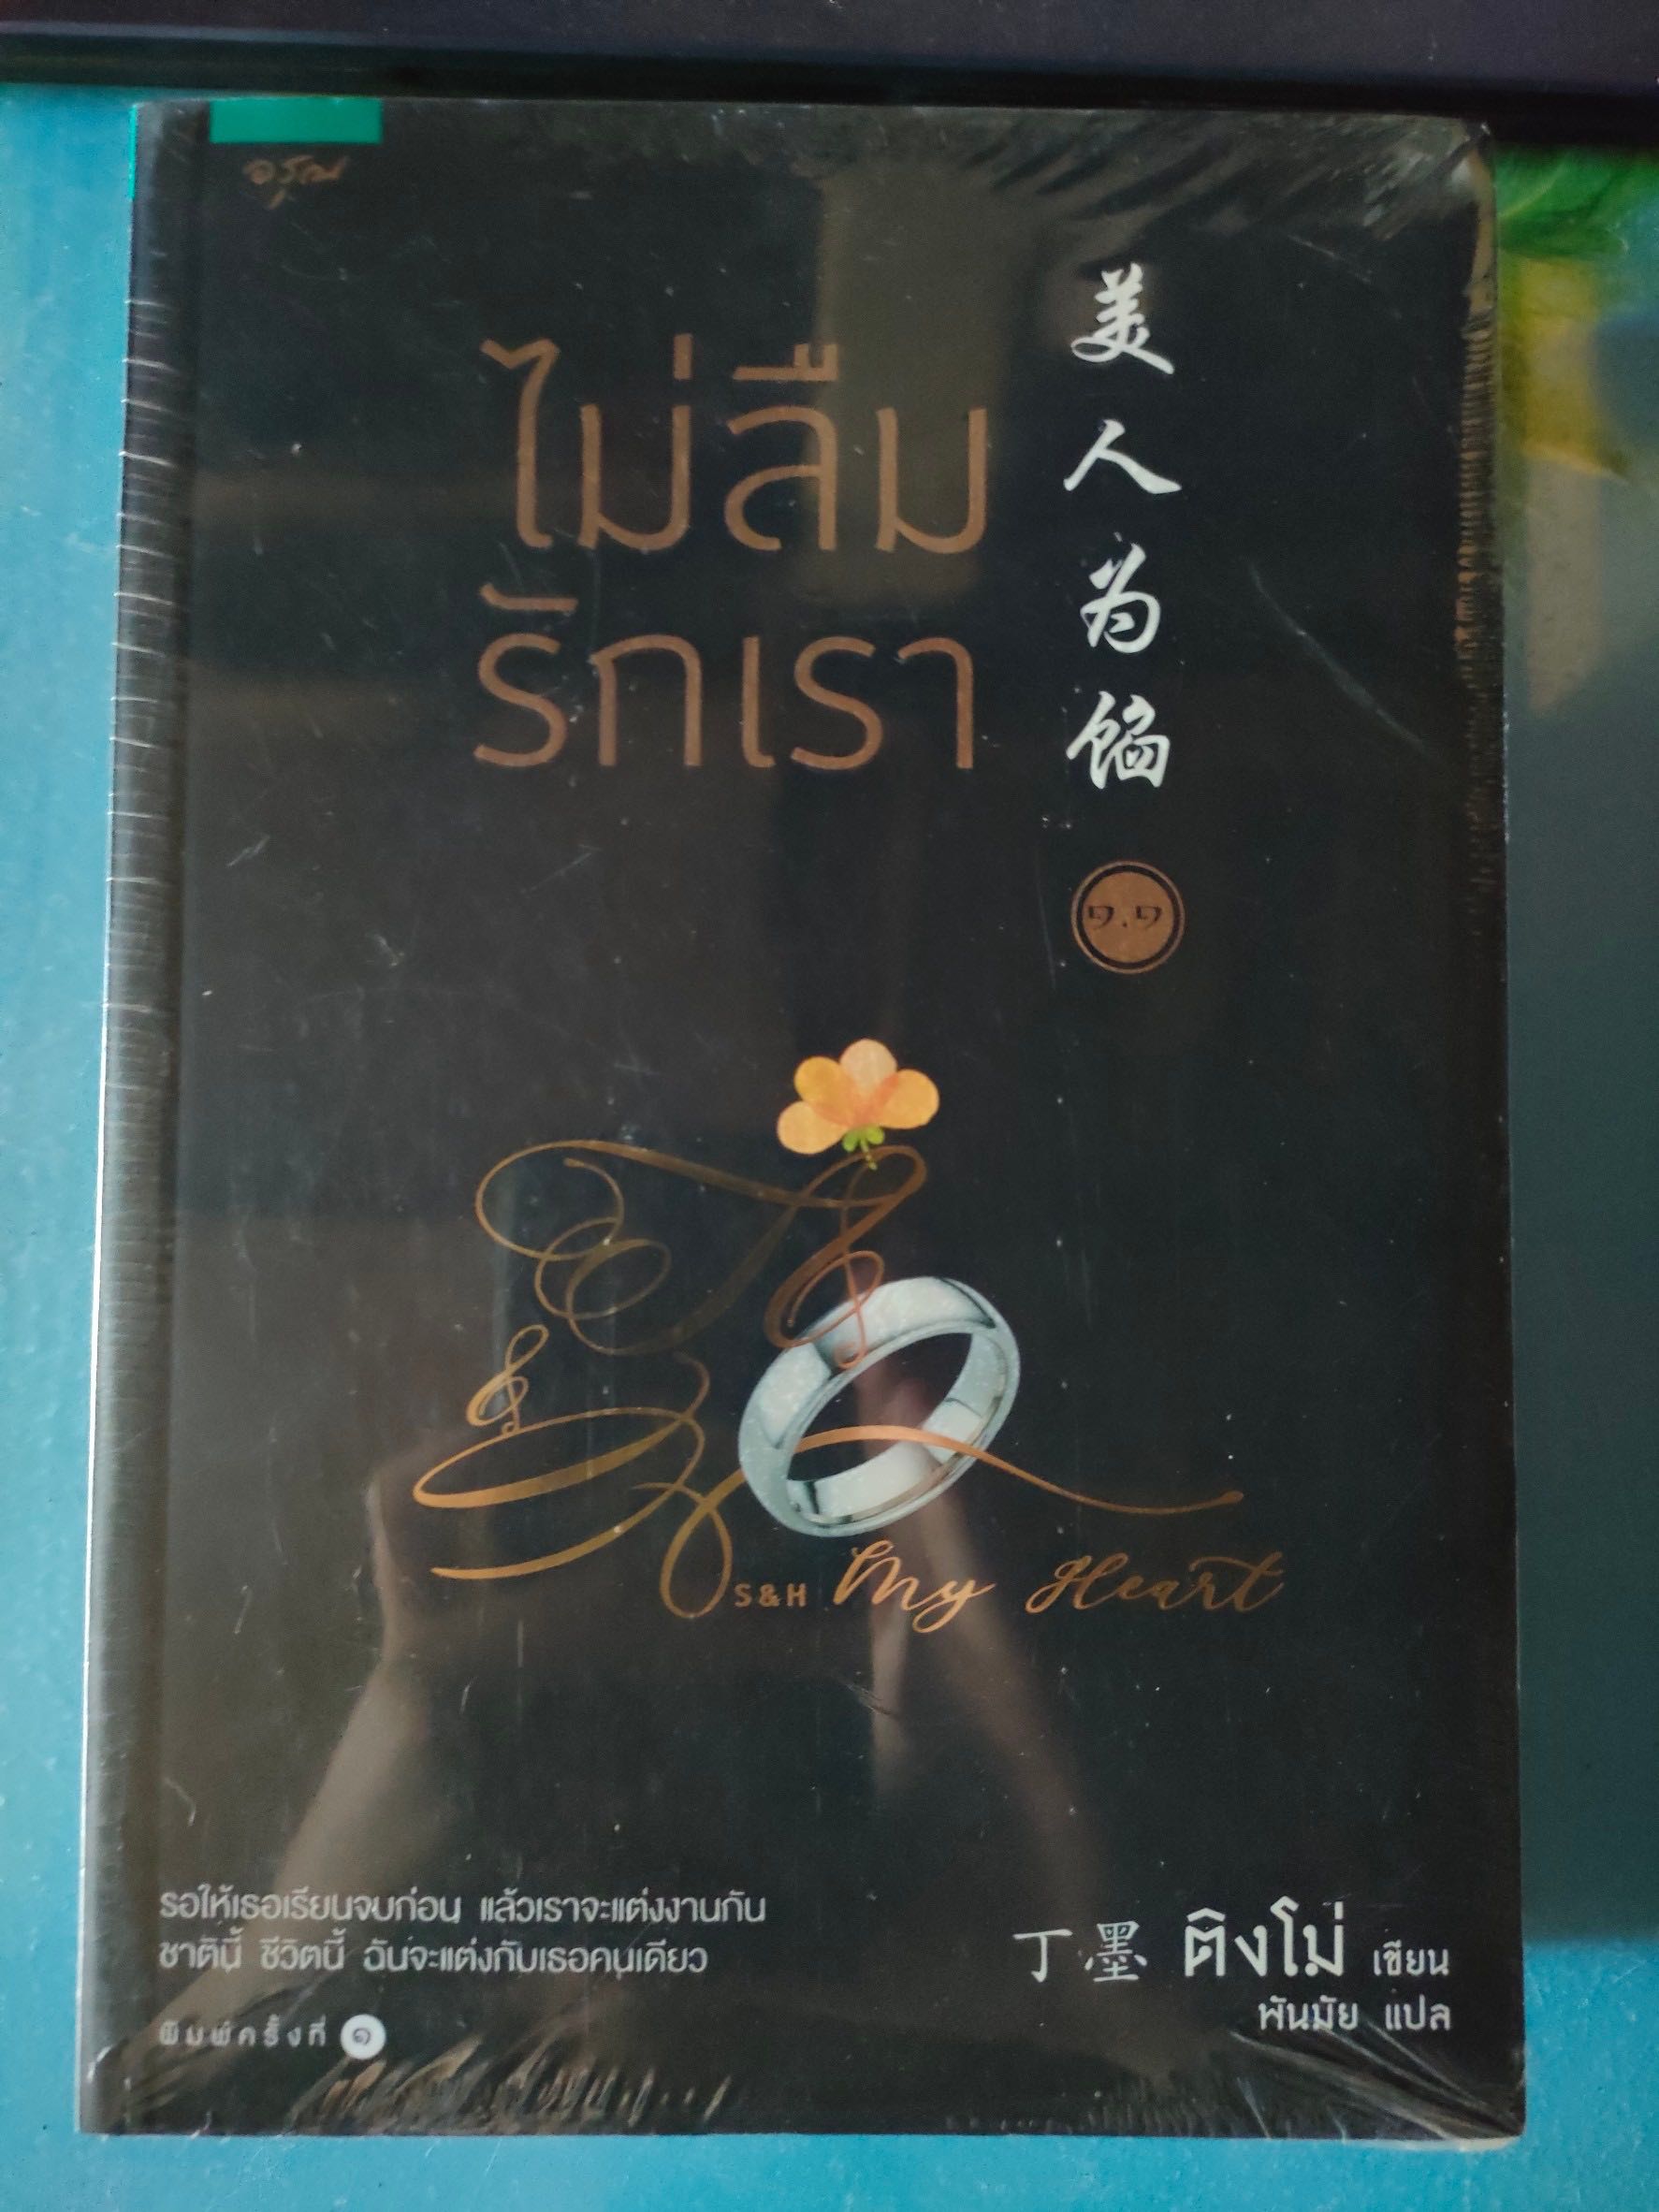 อรุณ
ไม่ลืม
รักเรา
美人为馅
๑.๑
S&H My Heart
รอให้เธอเรียนจบก่อน แล้วเราจะแต่งงานกัน
ชาตินี้ ชีวิตนี้ ฉันจะแต่งกับเธอคนเดียว
พิมพ์ครั้งที่ ๑
丁墨 ติงโม่ เขียน
พันมัย แปล